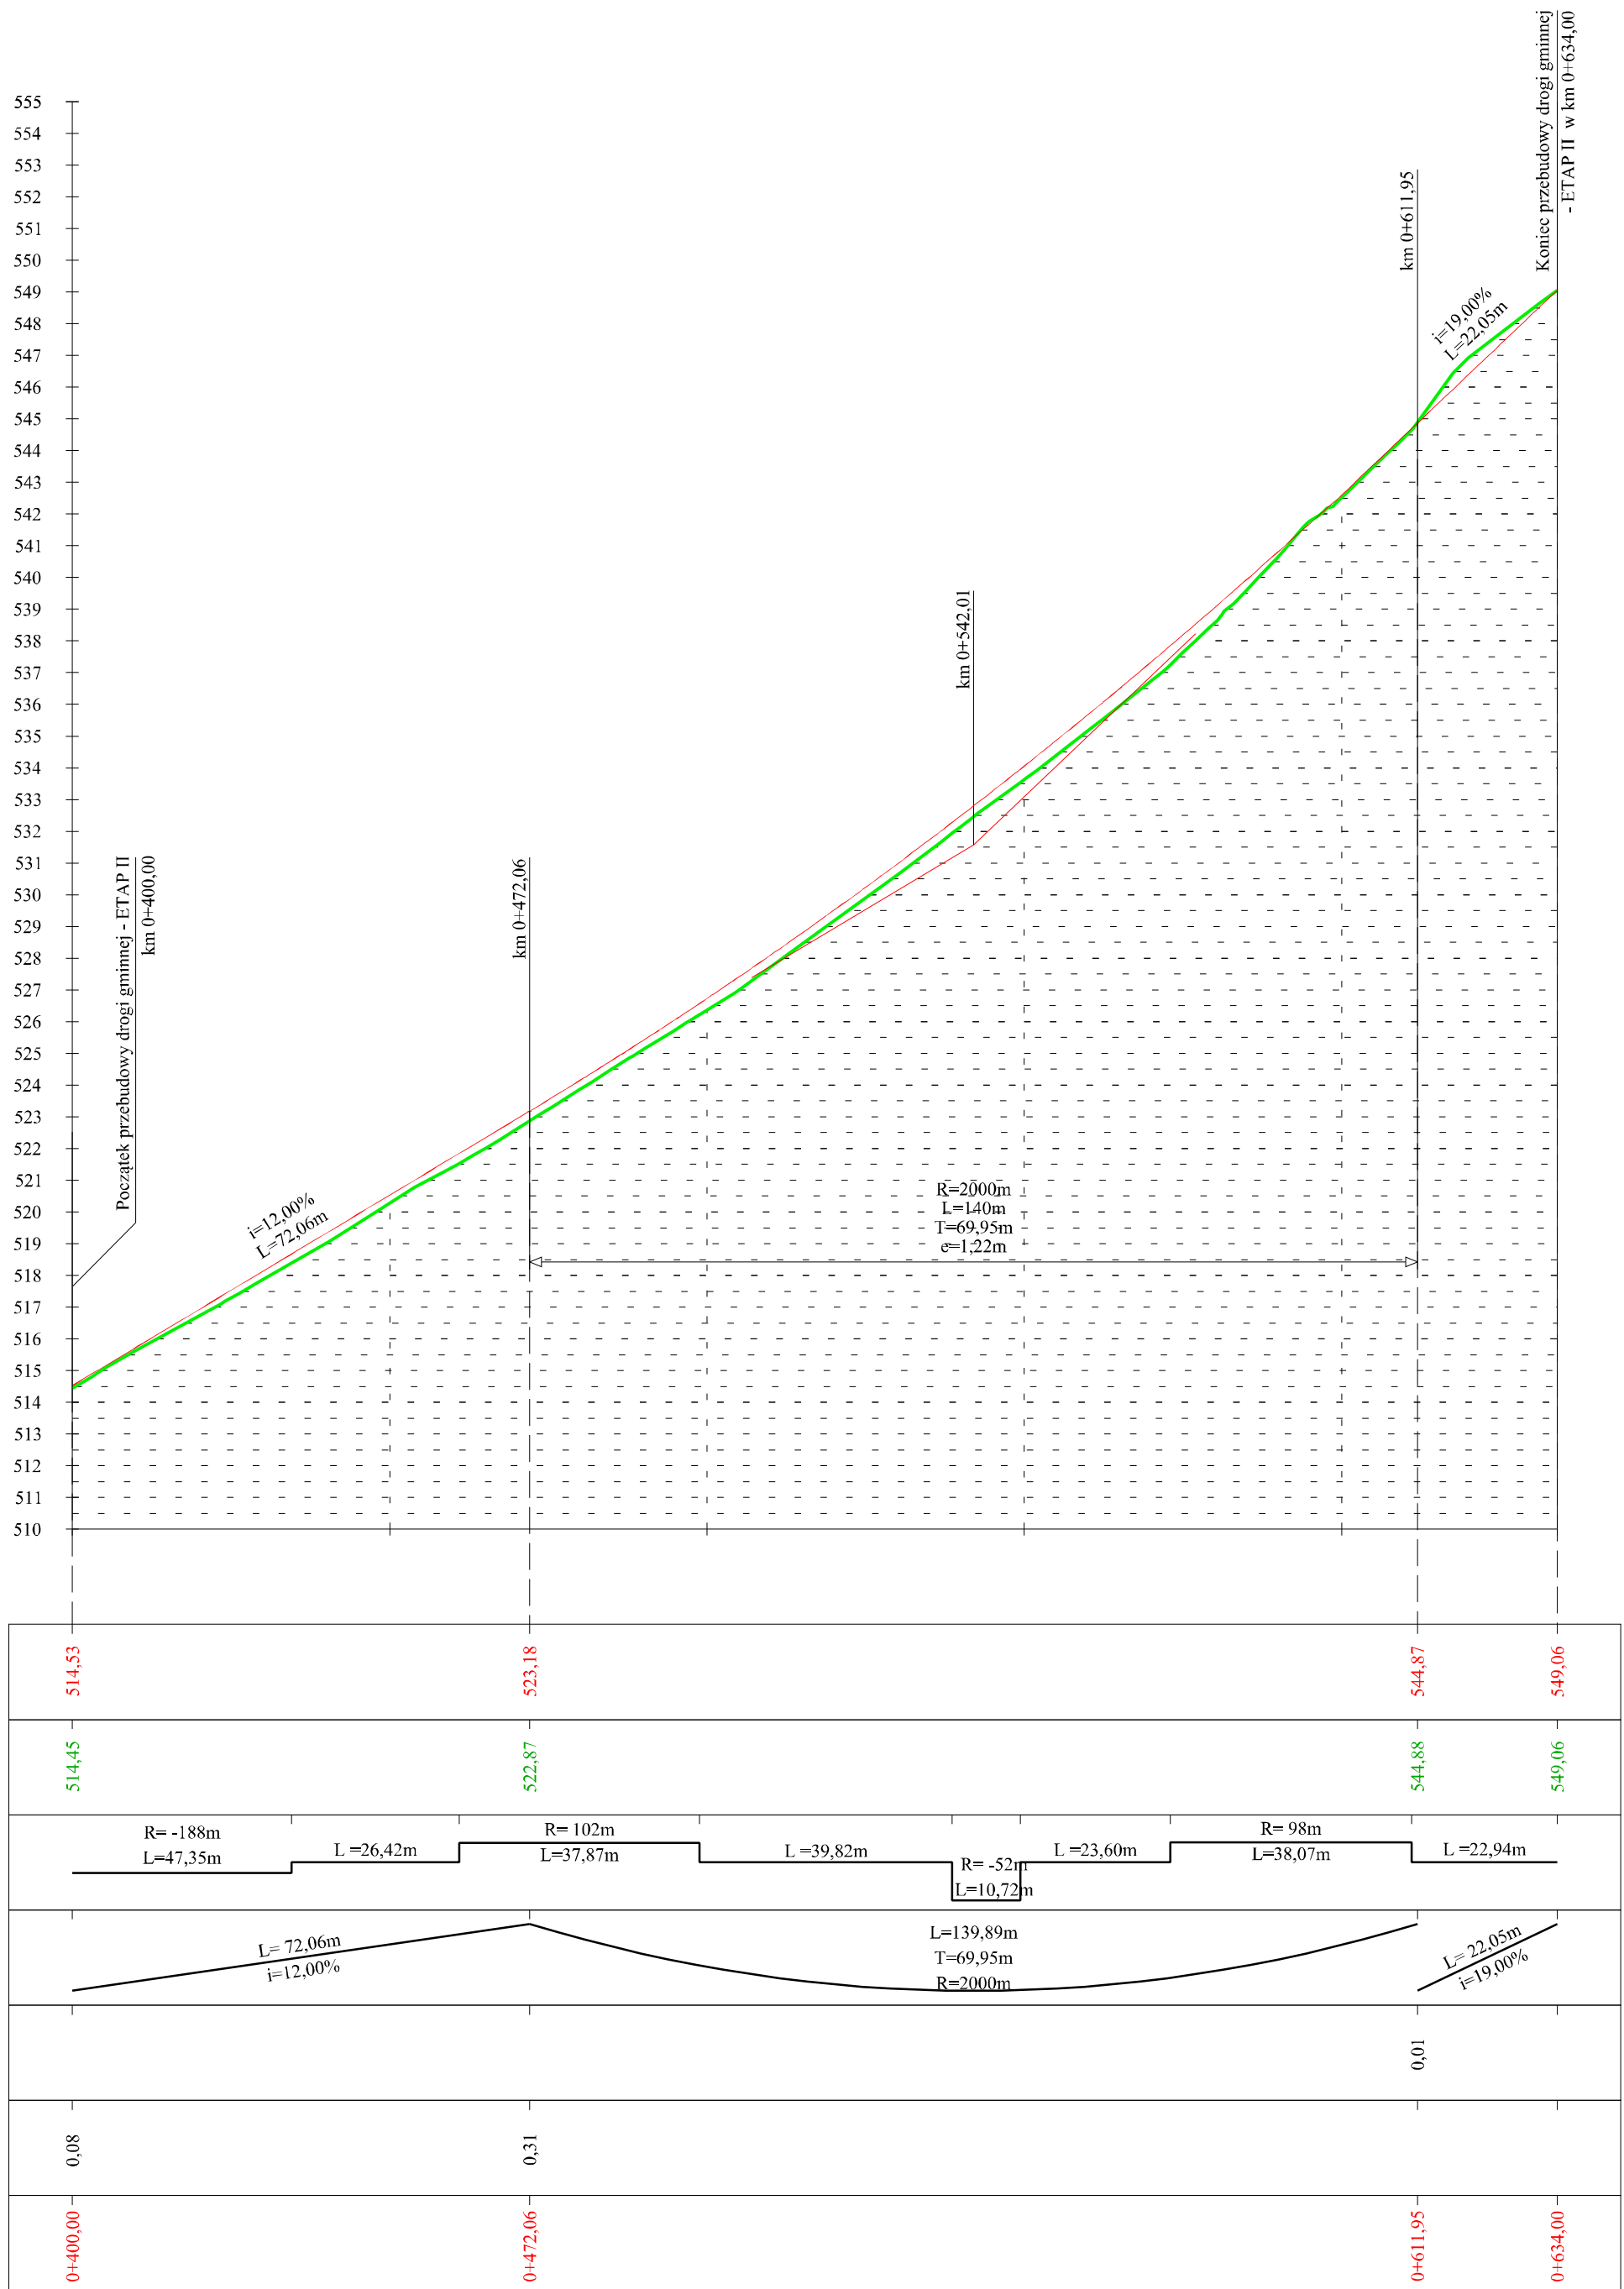 Koniec przebudowy drogi gminnej
- ETAP II w km 0+634,00
555
554
553
552
551
550
549
548
547
546
545
544
543
542
541
540
539
538
537
536
535
534
533
532
531
530
529
528
527
526
525
524
523
522
521
520
519
518
517
516
515
514
513
512
511
510
km 0+611,95
i=19,00%
L=22,05m
km 0+542,01
Początek przebudowy drogi gminnej - ETAP II
km 0+400,00
km 0+472,06
i=12,00%
L=72,06m
R=2000m
L=140m
T=69,95m
e=1,22m
514,53
523,18
544,87
549,06
514,45
522,87
544,88
549,06
R= -188m
L=47,35m
L =26,42m
R= 102m
L=37,87m
L =39,82m
R= -52m
L=10,72m
L =23,60m
R= 98m
L=38,07m
L =22,94m
L= 72,06m
i=12,00%
L=139,89m
T=69,95m
R=2000m
L= 22,05m
i=19,00%
0,01
0,08
0,31
0+400,00
0+472,06
0+611,95
0+634,00